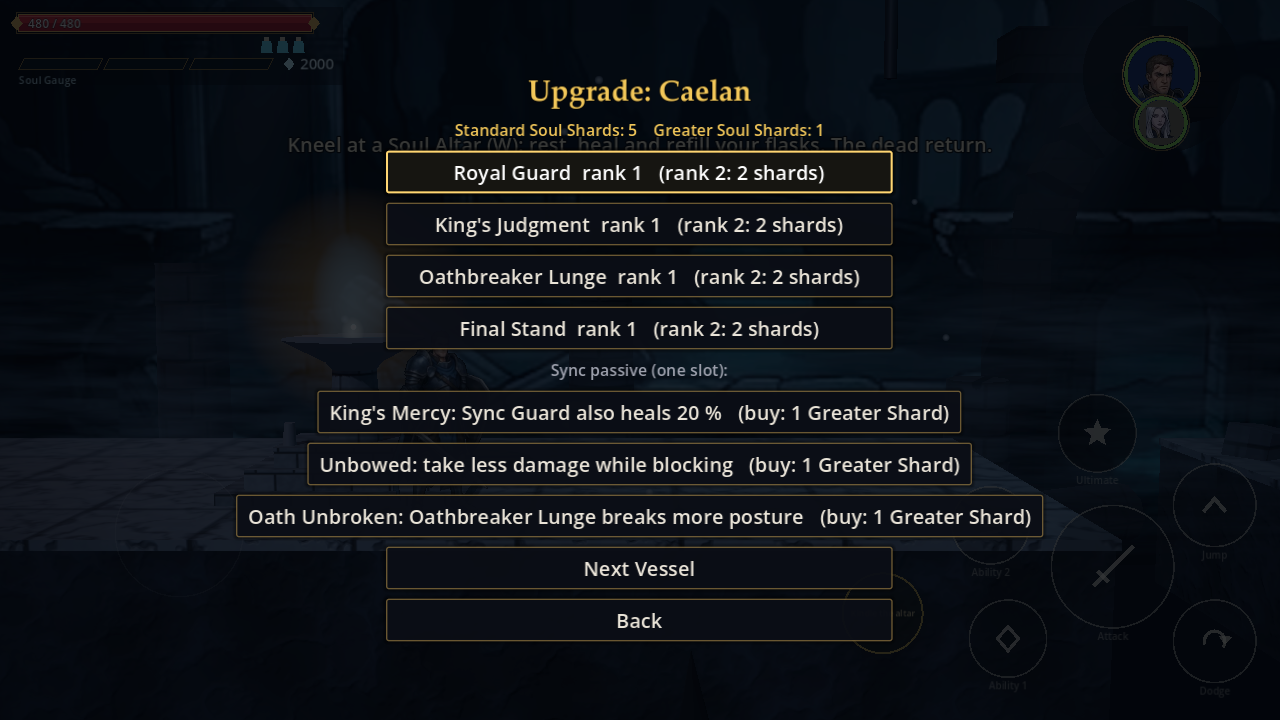 480 / 480
2000
Soul Gauge
Upgrade: Caelan
Standard Soul Shards: 5 Greater Soul Shards: 1
Kneel at a Soul Altar (W): rest, heal and refill your flasks. The dead return.
Royal Guard rank 1 (rank 2: 2 shards)
King's Judgment rank 1 (rank 2: 2 shards)
Oathbreaker Lunge rank 1 (rank 2: 2 shards)
Final Stand rank 1 (rank 2: 2 shards)
Sync passive (one slot):
King's Mercy: Sync Guard also heals 20 % (buy: 1 Greater Shard)
Unbowed: take less damage while blocking (buy: 1 Greater Shard)
Ultimate
Oath Unbroken: Oathbreaker Lunge breaks more posture (buy: 1 Greater Shard)
Jump
Next Vessel
Ability 2
altar
Back
Attack
Ability 1
Dodge